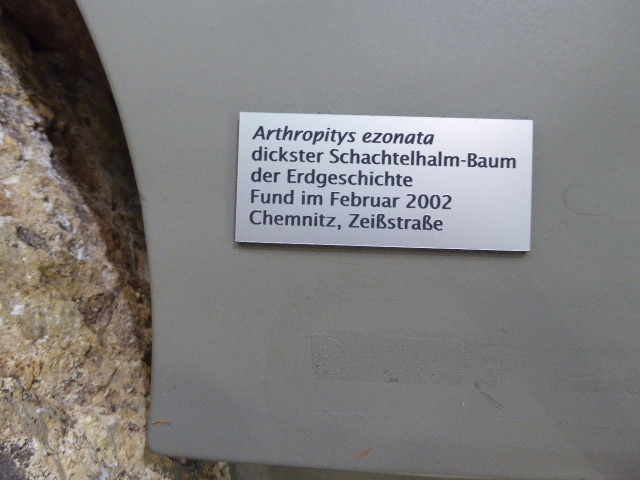 Arthropitys ezonata
dickster Schachtelhalm-Baum
der Erdgeschichte
Fund im Februar 2002
Chemnitz, Zeißstraße